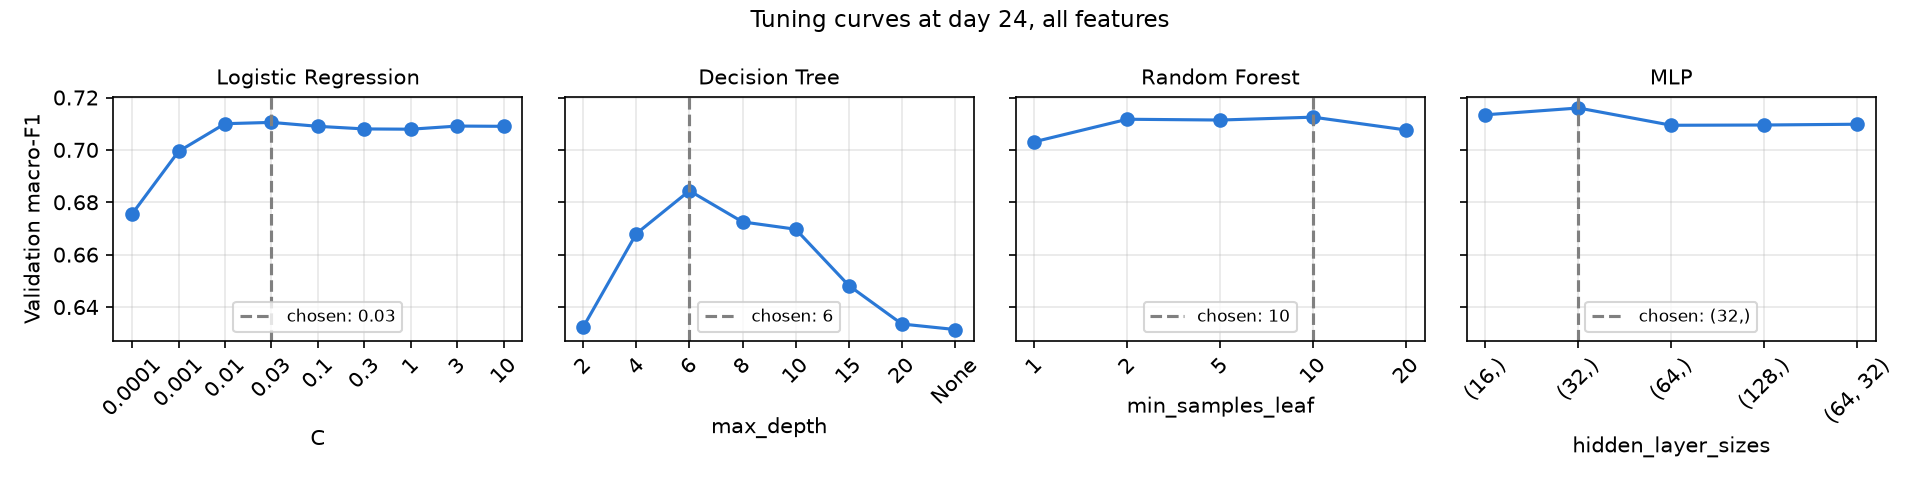 Tuning curves at day 24, all features
Logistic Regression
Validation macro-F1
0.72
0.70
0.68
0.66
0.64
chosen: 0.03
0.0001 0.001 0.01 0.03 0.1 0.3 1 3 10
C
Decision Tree
chosen: 6
2 4 6 8 10 15 20 None
max_depth
Random Forest
chosen: 10
1 2 5 10 20
min_samples_leaf
MLP
chosen: (32,)
(16,) (32,) (64,) (128,) (64, 32)
hidden_layer_sizes